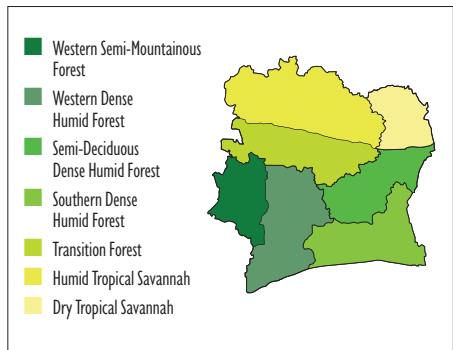 Western Semi-Mountainous
Forest
Western Dense
Humid Forest
Semi-Deciduous
Dense Humid Forest
Southern Dense
Humid Forest
Transition Forest
Humid Tropical Savannah
Dry Tropical Savannah